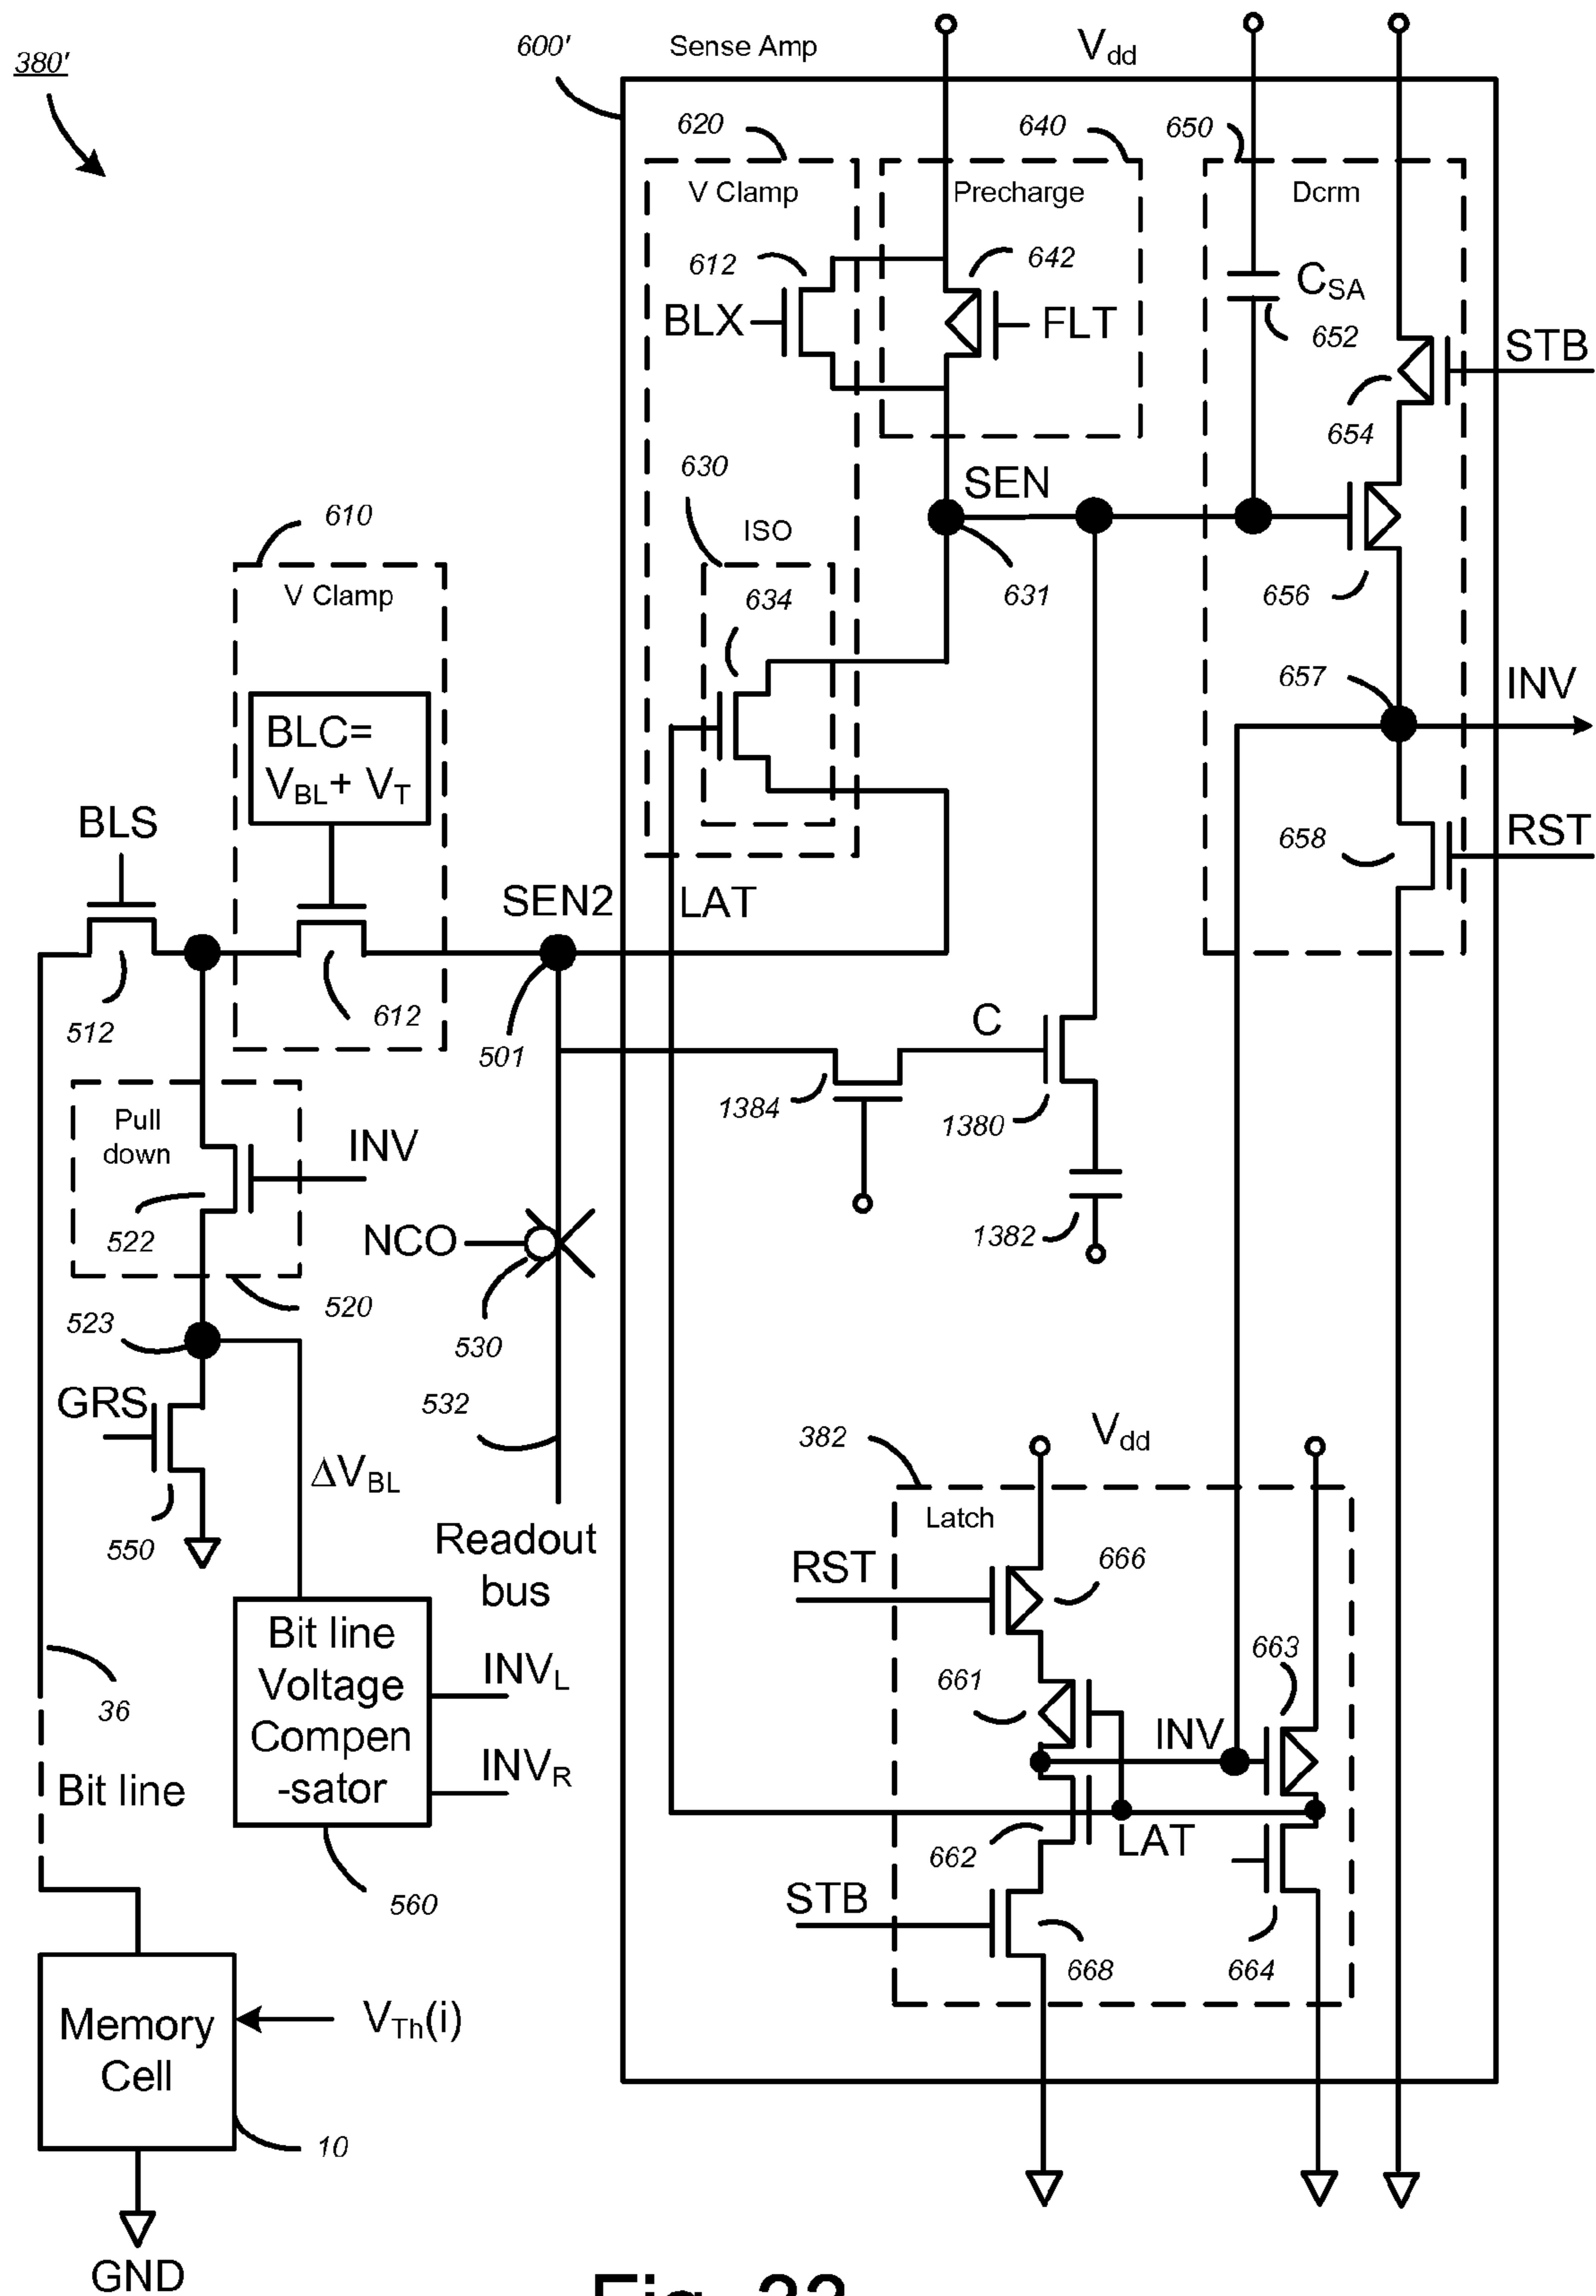 380'
600'
Sense Amp
Vdd
620
640
650
V Clamp
Precharge
Dcrm
612
642
BLX
FLT
CSA
652
STB
654
630
SEN
ISO
610
634
631
656
V Clamp
657
INV
BLC=
VBL+ VT
BLS
658
RST
SEN2
LAT
512
612
501
C
1384
1380
Pull
down
INV
522
NCO
1382
520
523
530
GRS
532
382
Vdd
ΔVBL
550
Latch
Readout
bus
RST
666
Bit line
Voltage
Compen
-sator
INVL
663
661
36
INV
INVR
Bit line
LAT
662
560
STB
668
664
Memory
Cell
VTh(i)
10
GND